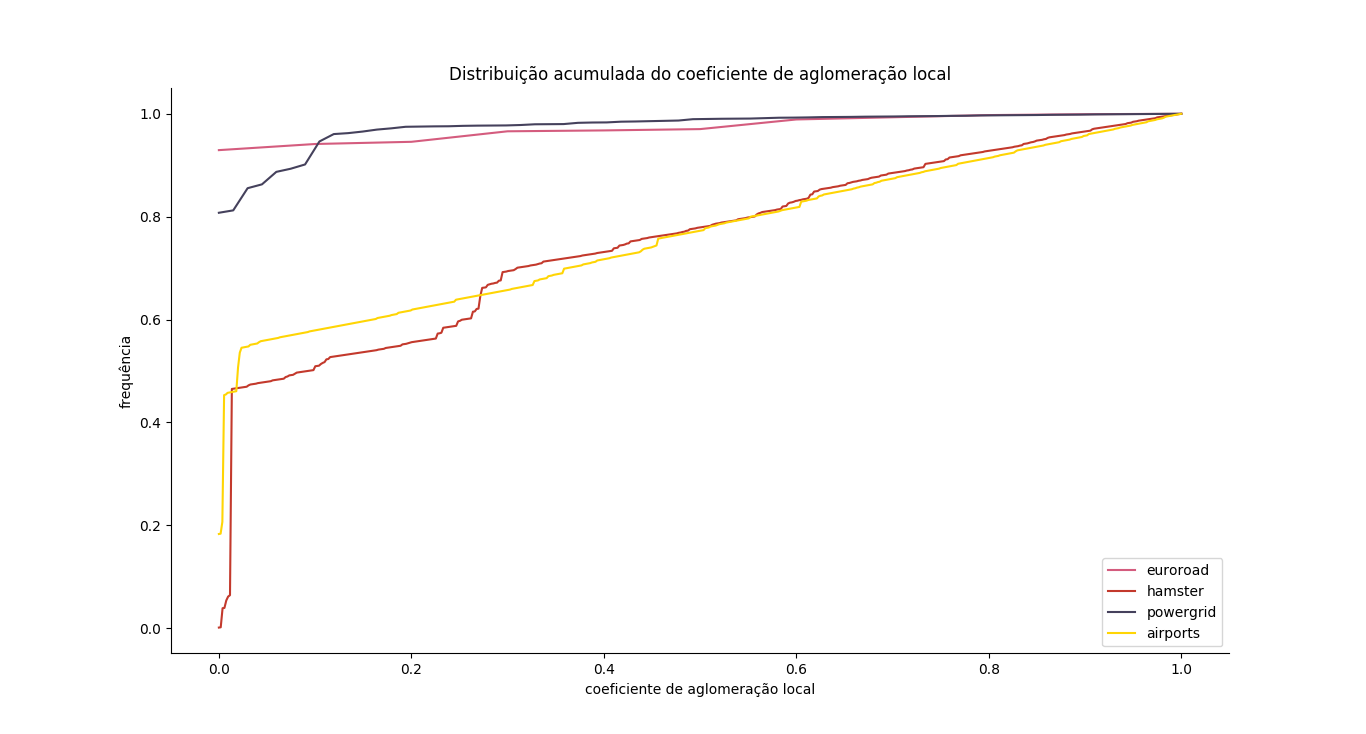 Distribuição acumulada do coeficiente de aglomeração local
frequência
1.0
0.8
0.6
0.4
0.2
0.0
0.0 0.2 0.4 0.6 0.8 1.0
coeficiente de aglomeração local
euroroad
hamster
powergrid
airports